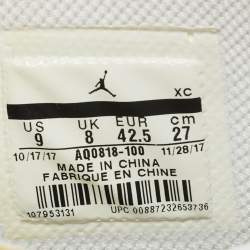 XC
US UK EUR cm
9 8 42.5 27
10/17/17 AQ0818-100 11/28/17
MADE IN CHINA
FABRIQUE EN CHINE
107953131 UPC 00887232653736